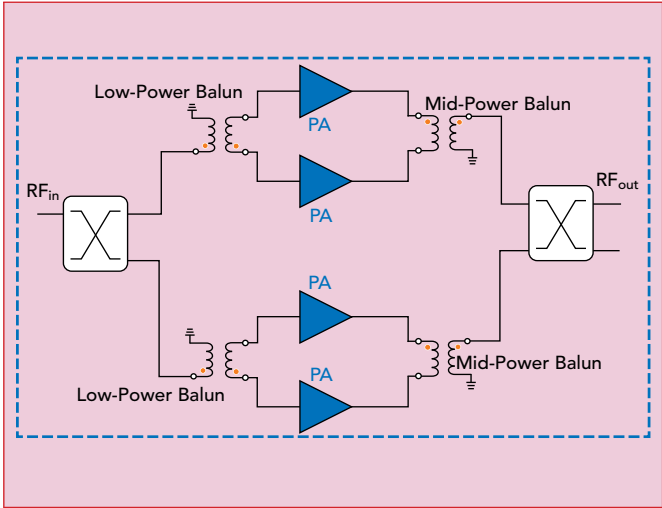 Low-Power Balun
PA
Mid-Power Balun
PA
RFin
RFout
PA
Low-Power Balun
PA
Mid-Power Balun